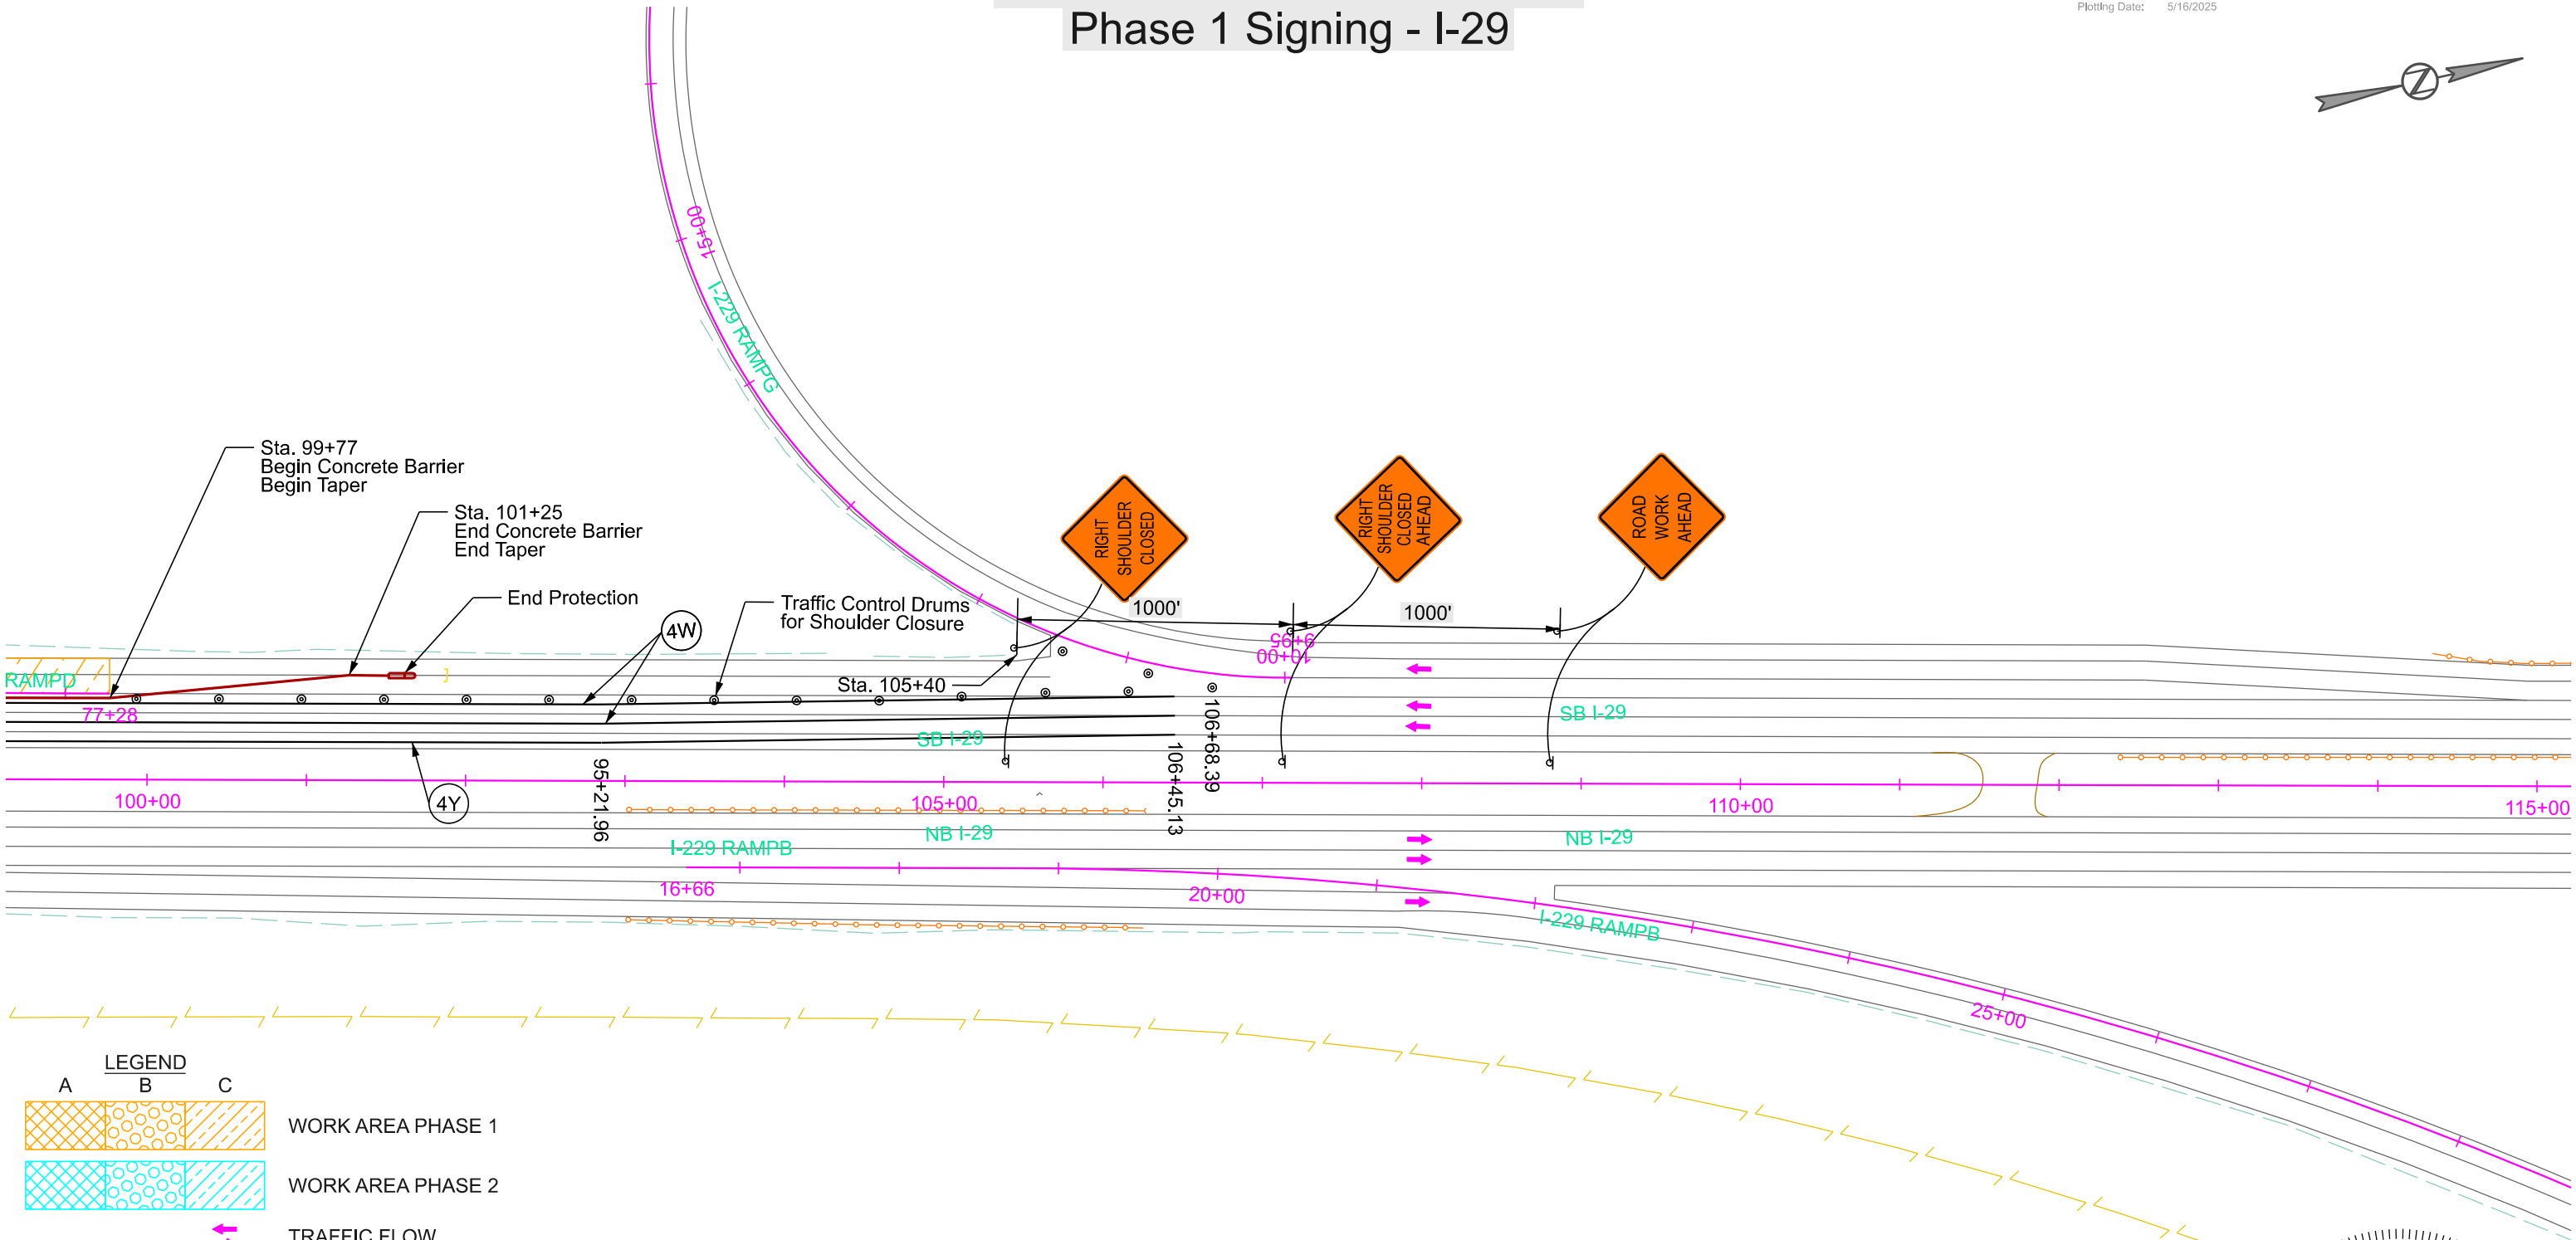 Phase 1 Signing - I-29
Plotting Date: 5/16/2025
15+00
I-229 RAMPG
Sta. 99+77
Begin Concrete Barrier
Begin Taper
Sta. 101+25
End Concrete Barrier
End Taper
End Protection
4W
Traffic Control Drums
for Shoulder Closure
RIGHT
SHOULDER
CLOSED
RIGHT
SHOULDER
CLOSED
AHEAD
ROAD
WORK
AHEAD
1000'
1000'
9+95
10+00
Sta. 105+40
RAMPD
77+28
SB I-29
SB I-29
106+68.39
106+45.13
95+21.96
100+00
4Y
105+00
110+00
115+00
NB I-29
NB I-29
I-229 RAMPB
16+66
20+00
I-229 RAMPB
25+00
LEGEND
A B C
WORK AREA PHASE 1
WORK AREA PHASE 2
TRAFFIC FLOW